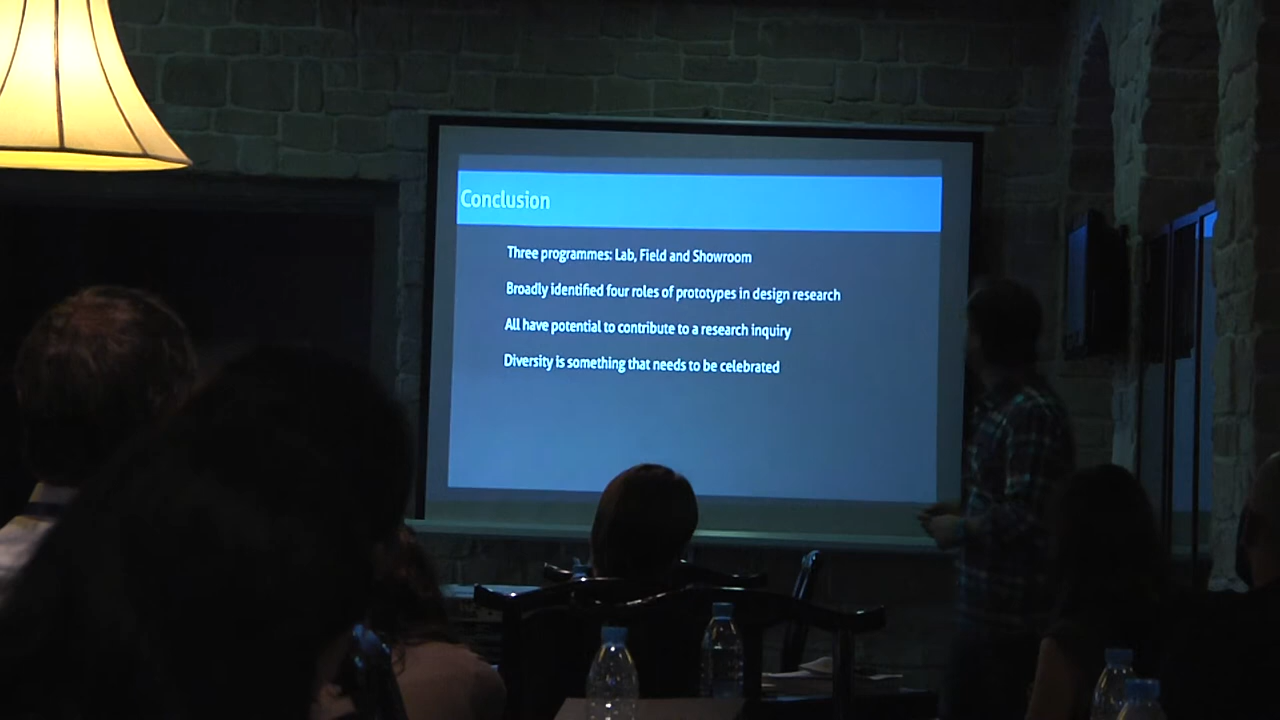 Conclusion
Three programmes: Lab, Field and Showroom
Broadly identified four roles of prototypes in design research
All have potential to contribute to a research inquiry
Diversity is something that needs to be celebrated